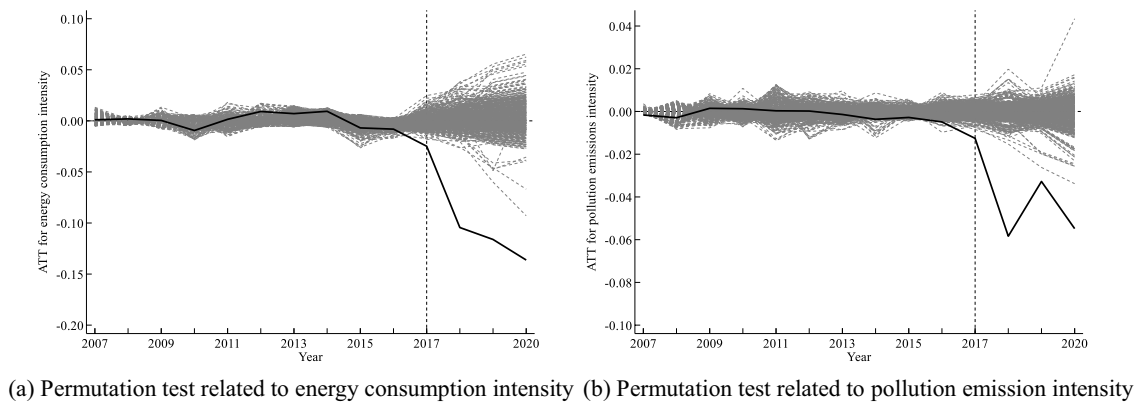 0.10
0.05
0.00
-0.05
-0.10
-0.15
-0.20
ATT for energy consumption intensity
2007 2009 2011 2013 2015 2017 2020
Year
0.04
0.02
0.00
-0.02
-0.04
-0.06
-0.08
-0.10
ATT for pollution emissions intensity
2007 2009 2011 2013 2015 2017 2020
Year
(a) Permutation test related to energy consumption intensity
(b) Permutation test related to pollution emission intensity